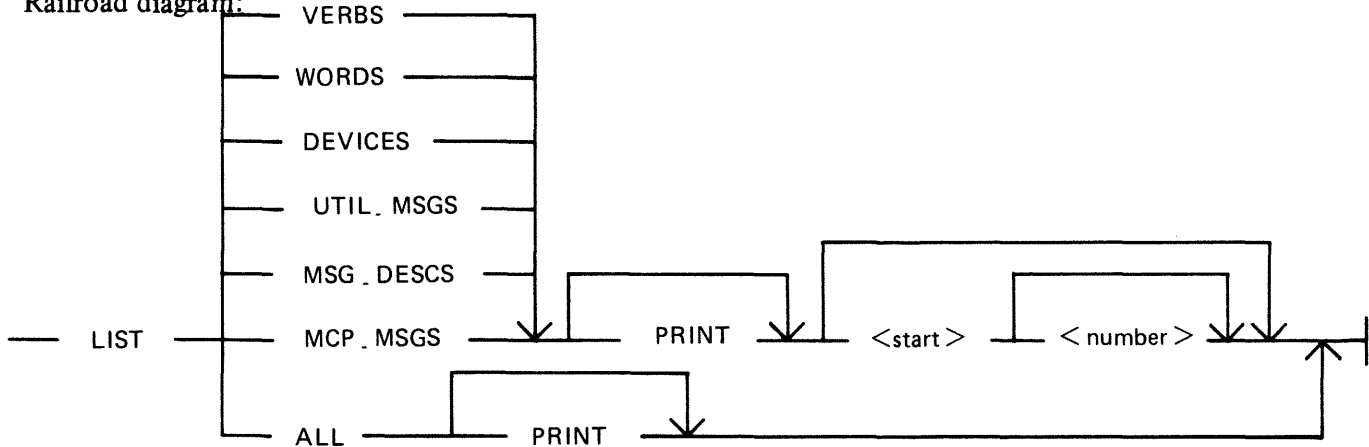 Railroad diagram:
VERBS
WORDS
DEVICES
UTIL_MSGS
MSG_DESCS
LIST MCP_MSGS PRINT <start> <number>
ALL PRINT